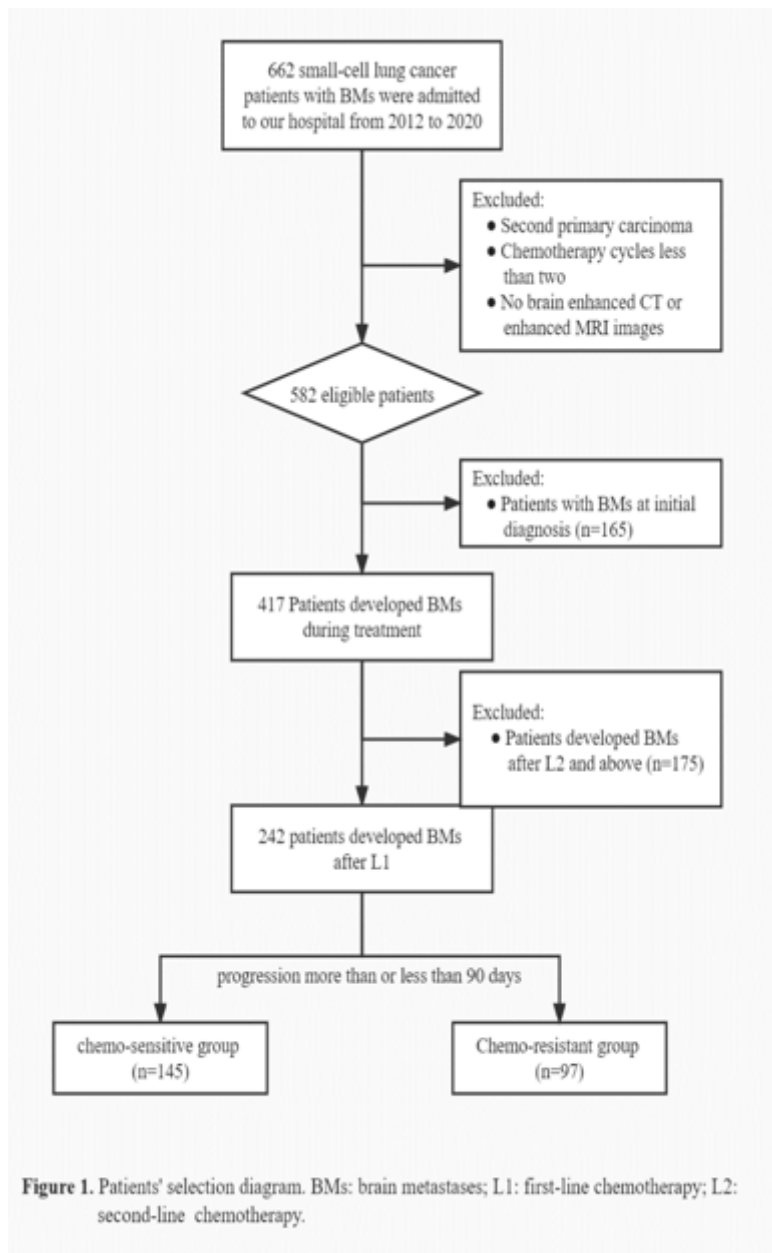 662 small-cell lung cancer
patients with BMs were admitted
to our hospital from 2012 to 2020
Excluded:
● Second primary carcinoma
● Chemotherapy cycles less
than two
● No brain enhanced CT or
enhanced MRI images
582 eligible patients
Excluded:
● Patients with BMs at initial
diagnosis (n=165)
417 Patients developed BMs
during treatment
Excluded:
● Patients developed BMs
after L2 and above (n=175)
242 patients developed BMs
after L1
progression more than or less than 90 days
chemo-sensitive group
(n=145)
Chemo-resistant group
(n=97)
Figure 1. Patients' selection diagram. BMs: brain metastases; L1: first-line chemotherapy; L2:
second-line chemotherapy.